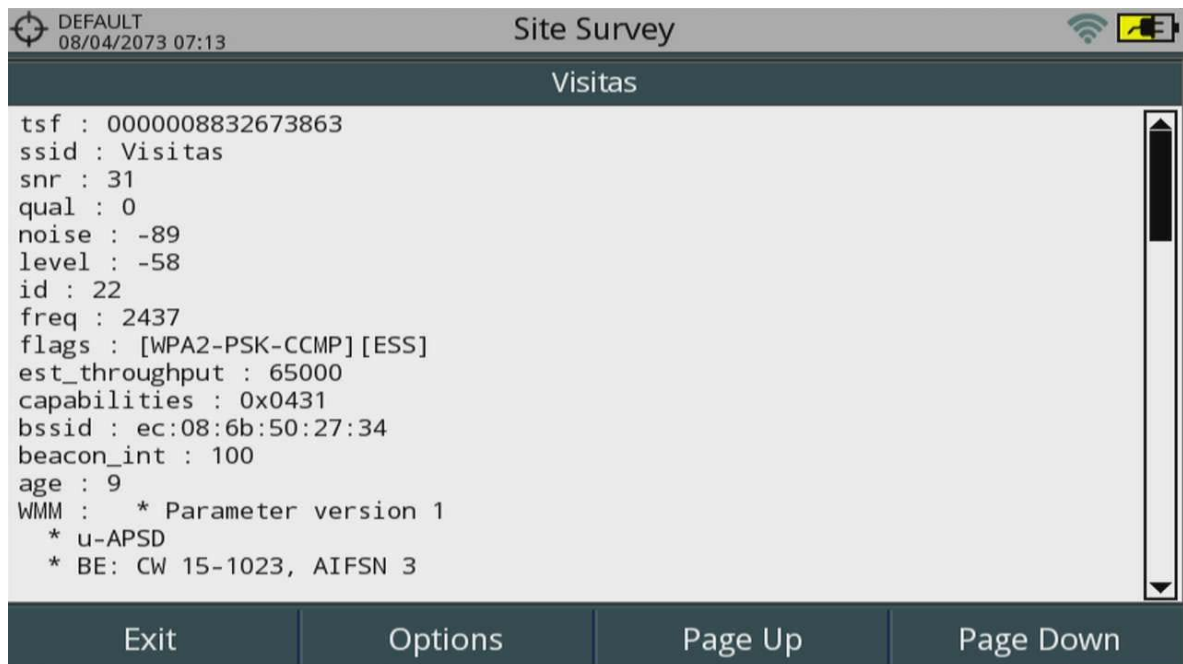 DEFAULT
08/04/2073 07:13
Site Survey
Visitas
tsf : 0000008832673863
ssid : Visitas
snr : 31
qual : 0
noise : -89
level : -58
id : 22
freq : 2437
flags : [WPA2-PSK-CCMP][ESS]
est_throughput : 65000
capabilities : 0x0431
bssid : ec:08:6b:50:27:34
beacon_int : 100
age : 9
WMM :   * Parameter version 1
  * u-APSD
  * BE: CW 15-1023, AIFSN 3
Exit
Options
Page Up
Page Down